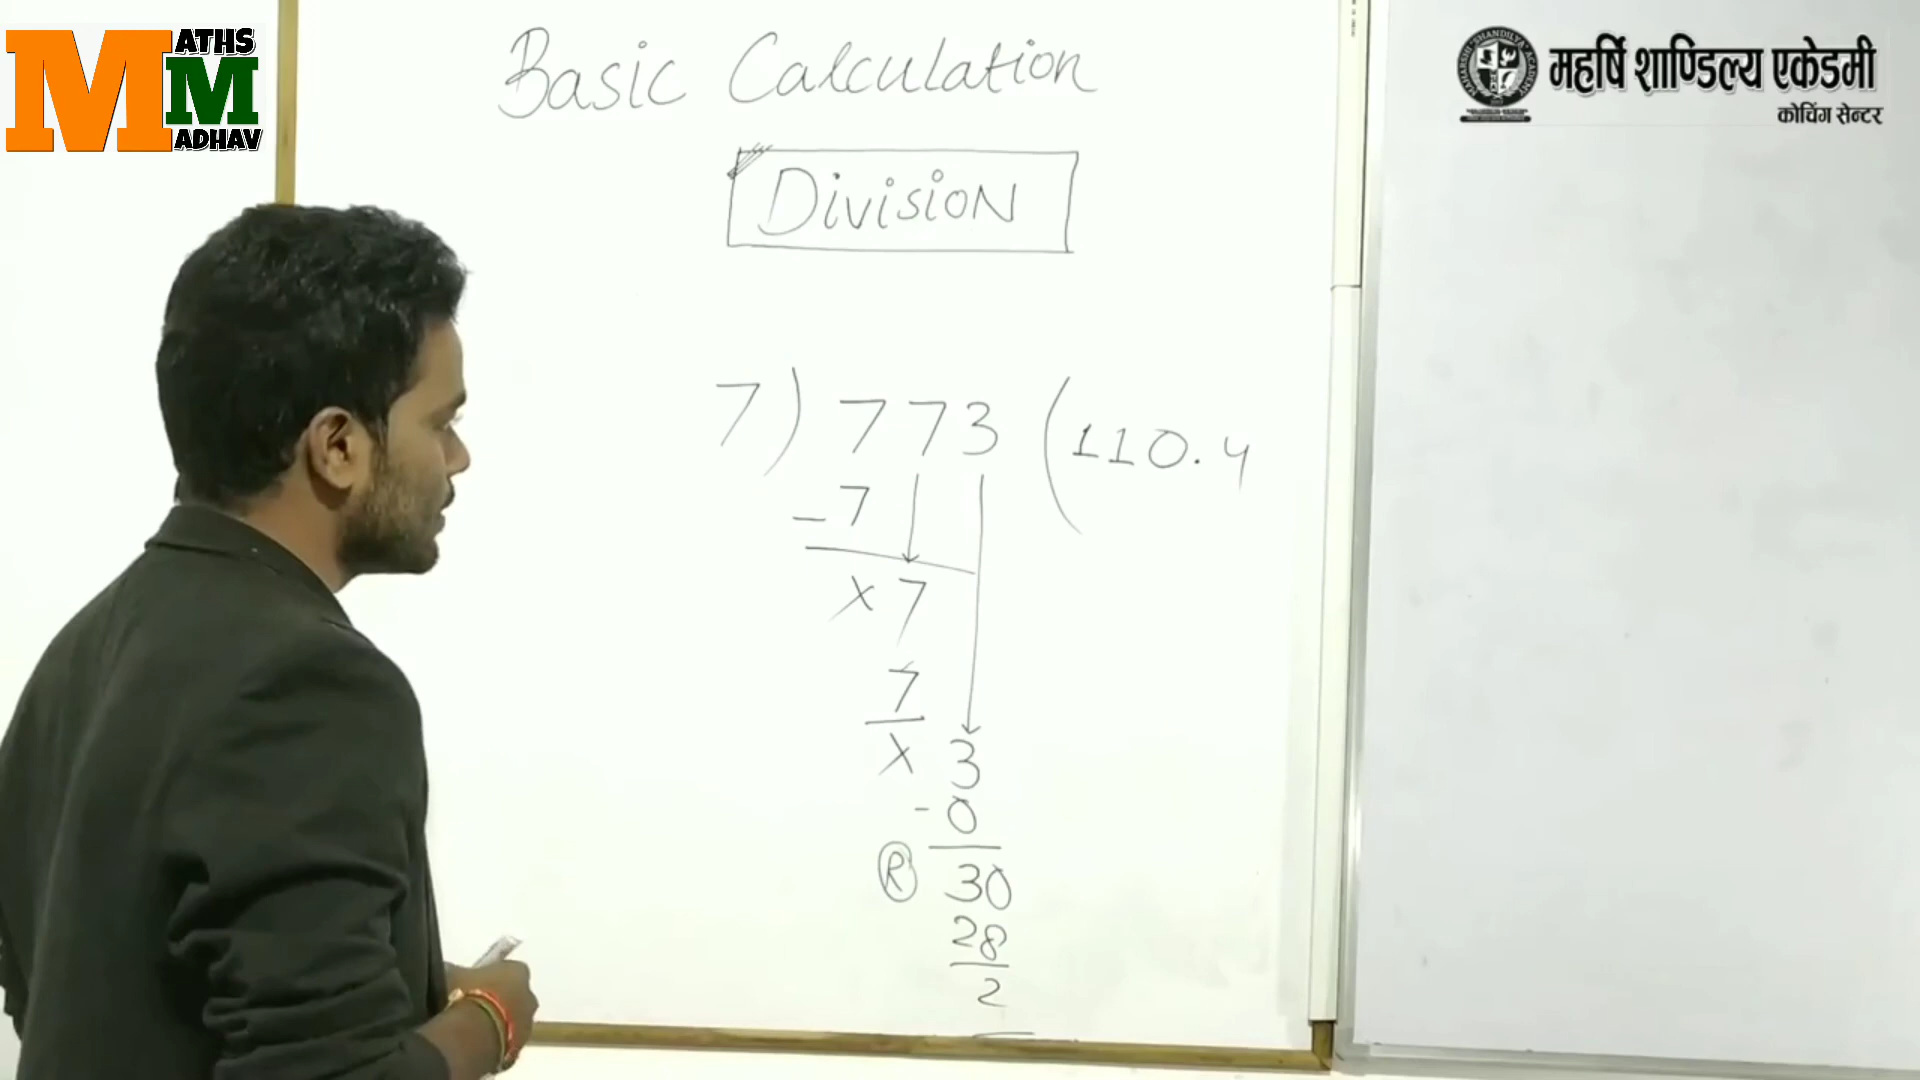 MATHS
MADHAV
महर्षि शाण्डिल्य एकेडमी
कोचिंग सेन्टर
Basic Calculation
Division
7 ) 773 ( 110.4
- 7
x 7
7
x 3
- 0
R 30
28
2